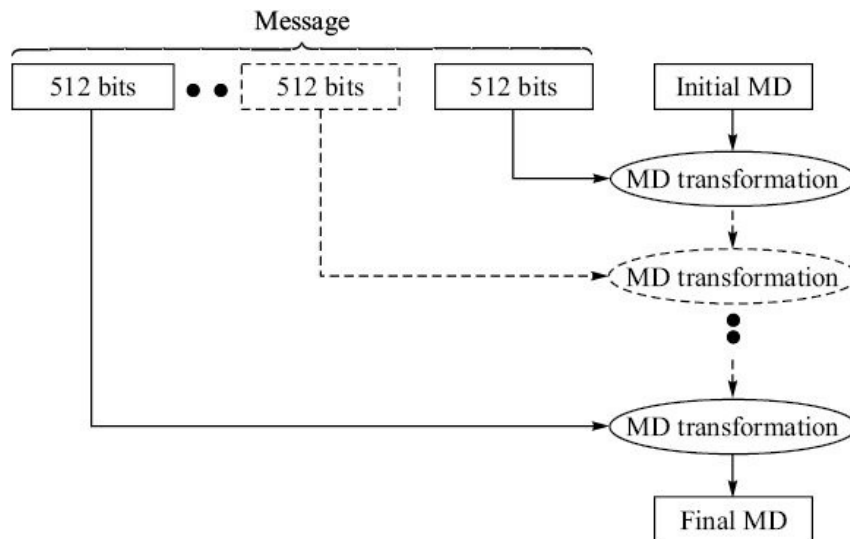 Message
512 bits
512 bits
512 bits
Initial MD
MD transformation
MD transformation
MD transformation
Final MD